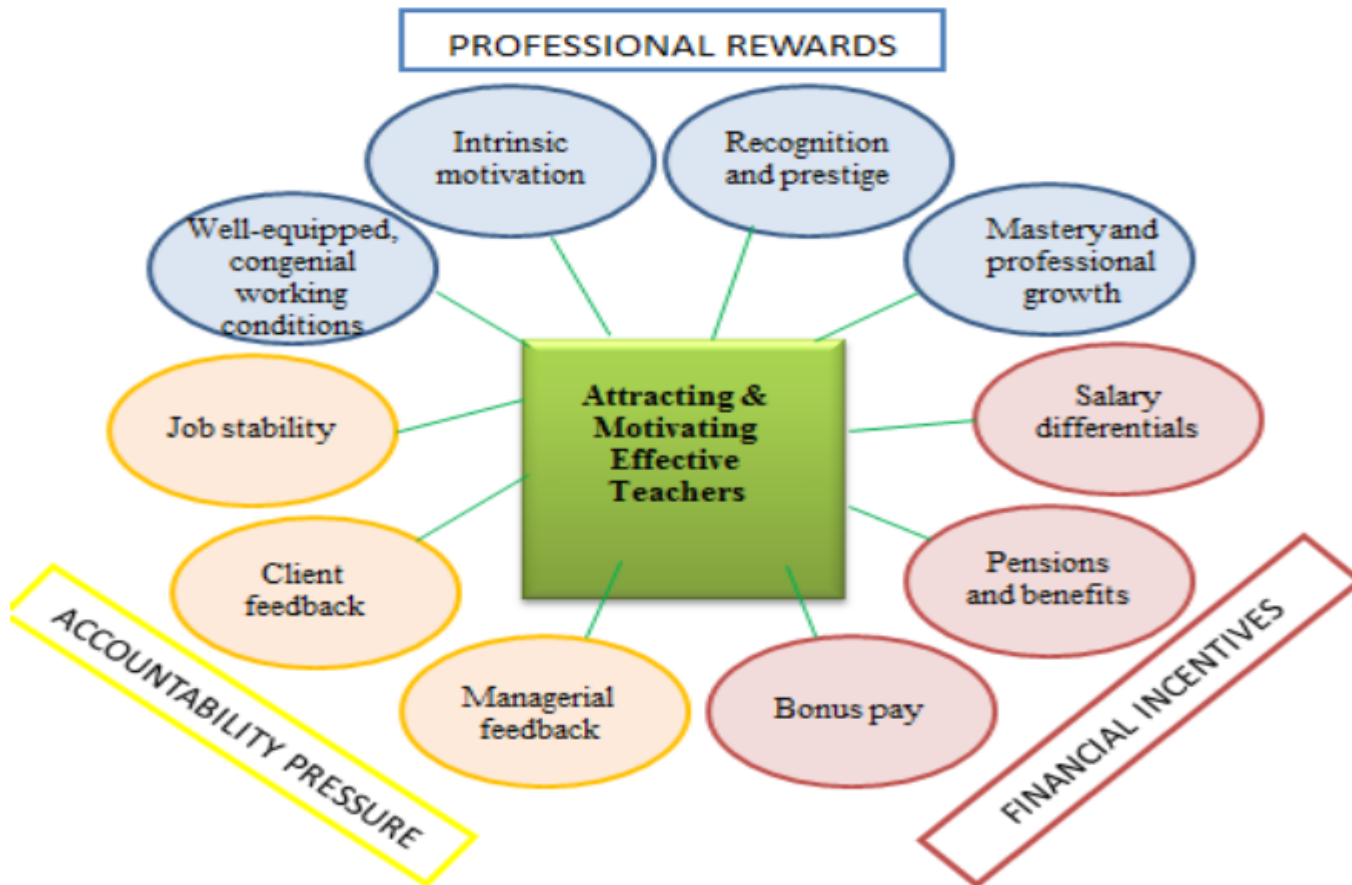 PROFESSIONAL REWARDS
Intrinsic
motivation
Recognition
and prestige
Well-equipped,
congenial
working
conditions
Mastery and
professional
growth
Attracting &
Motivating
Effective
Teachers
Job stability
Salary
differentials
Client
feedback
Pensions
and benefits
Managerial
feedback
Bonus pay
ACCOUNTABILITY PRESSURE
FINANCIAL INCENTIVES